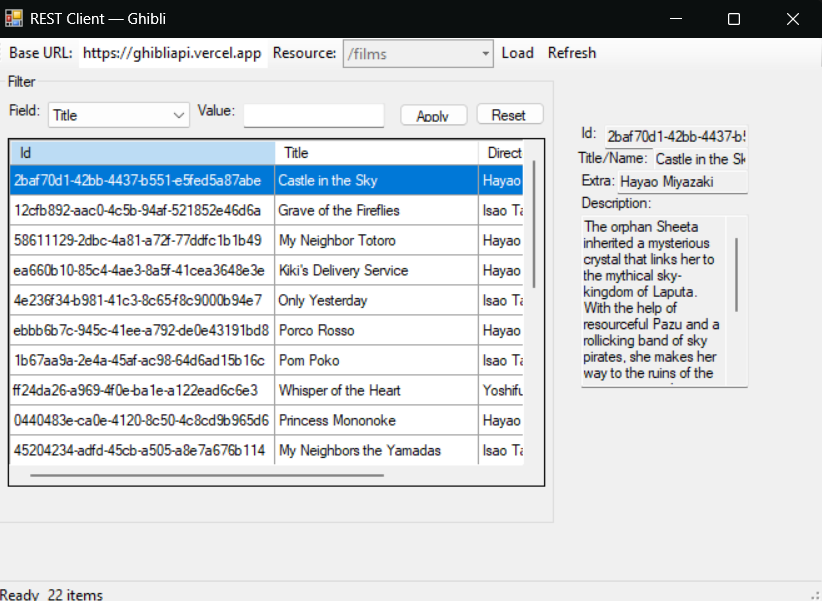 REST Client — Ghibli
Base URL: https://ghibliapi.vercel.app Resource: /films Load Refresh
Filter
Field: Title Value: Apply Reset
Id Title Direct
2baf70d1-42bb-4437-b551-e5fed5a87abe Castle in the Sky Hayao
12cfb892-aac0-4c5b-94af-521852e46d6a Grave of the Fireflies Isao Ta
58611129-2dbc-4a81-a72f-77ddfc1b1b49 My Neighbor Totoro Hayao
ea660b10-85c4-4ae3-8a5f-41cea3648e3e Kiki's Delivery Service Hayao
4e236f34-b981-41c3-8c65-f8c9000b94e7 Only Yesterday Isao Ta
ebbb6b7c-945c-41ee-a792-de0e43191bd8 Porco Rosso Hayao
1b67aa9a-2e4a-45af-ac98-64d6ad15b16c Pom Poko Isao Ta
ff24da26-a969-4f0e-ba1e-a122ead6c6e3 Whisper of the Heart Yoshifu
0440483e-ca0e-4120-8c50-4c8cd9b965d6 Princess Mononoke Hayao
45204234-adfd-45cb-a505-a8e7a676b114 My Neighbors the Yamadas Isao Ta
Id: 2baf70d1-42bb-4437-b5
Title/Name: Castle in the Sk
Extra: Hayao Miyazaki
Description:
The orphan Sheeta
inherited a mysterious
crystal that links her to
the mythical sky-
kingdom of Laputa.
With the help of
resourceful Pazu and a
rollicking band of sky
pirates, she makes her
way to the ruins of the
Ready 22 items